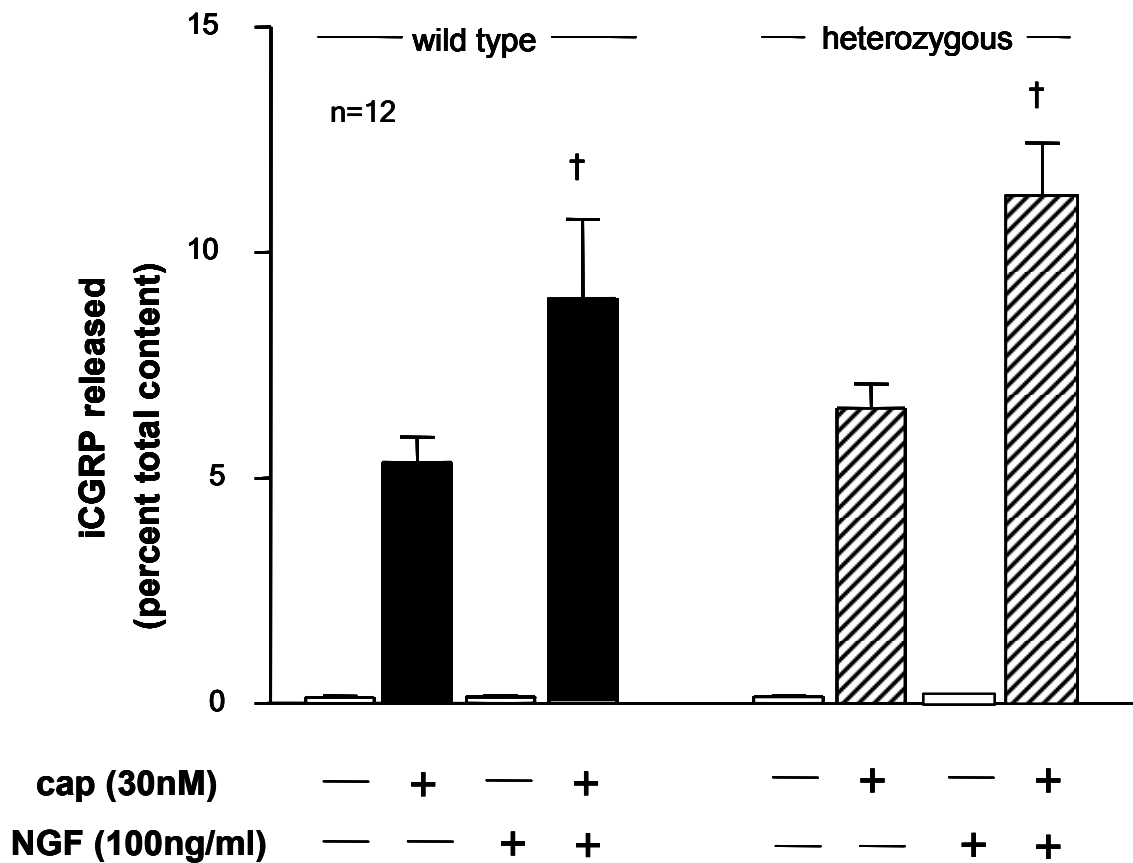 15
wild type
heterozygous
n=12
†
†
10
5
0
iCGRP released
(percent total content)
cap (30nM) — + — + — + — +
NGF (100ng/ml) — — + + — — + +